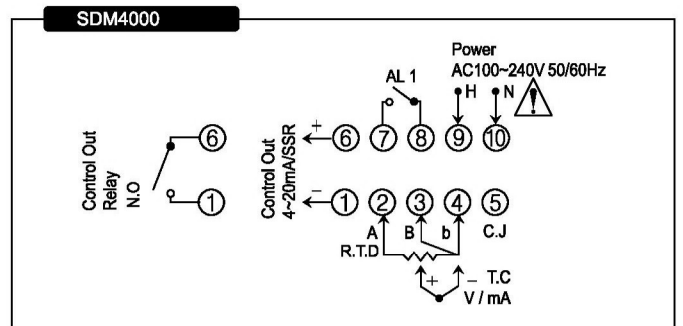 SDM4000
Power
AC100~240V 50/60Hz
AL 1
H N
Control Out
Relay
N.O
6
1
Control Out
4~20mA/SSR
+ 6 7 8 9 10
− 1 2 3 4 5
A B b C.J
R.T.D
+ − T.C
V / mA